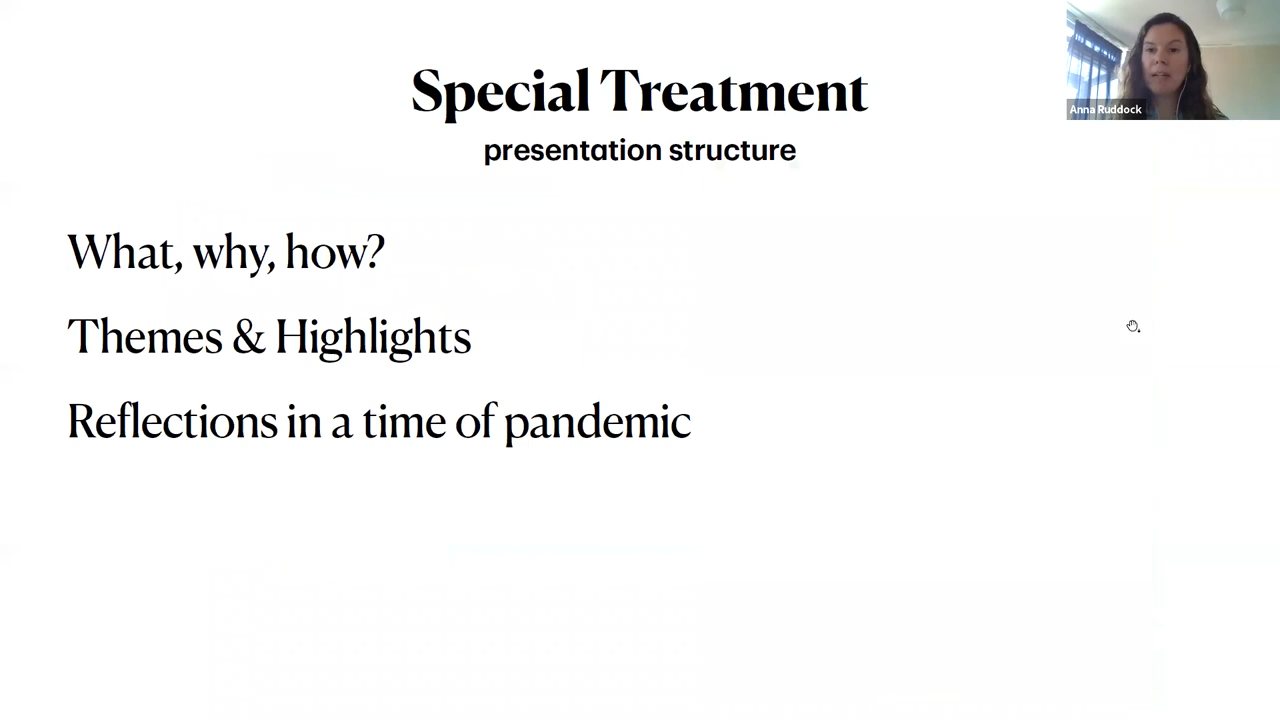 Special Treatment
presentation structure
Anna Ruddock
What, why, how?
Themes & Highlights
Reflections in a time of pandemic